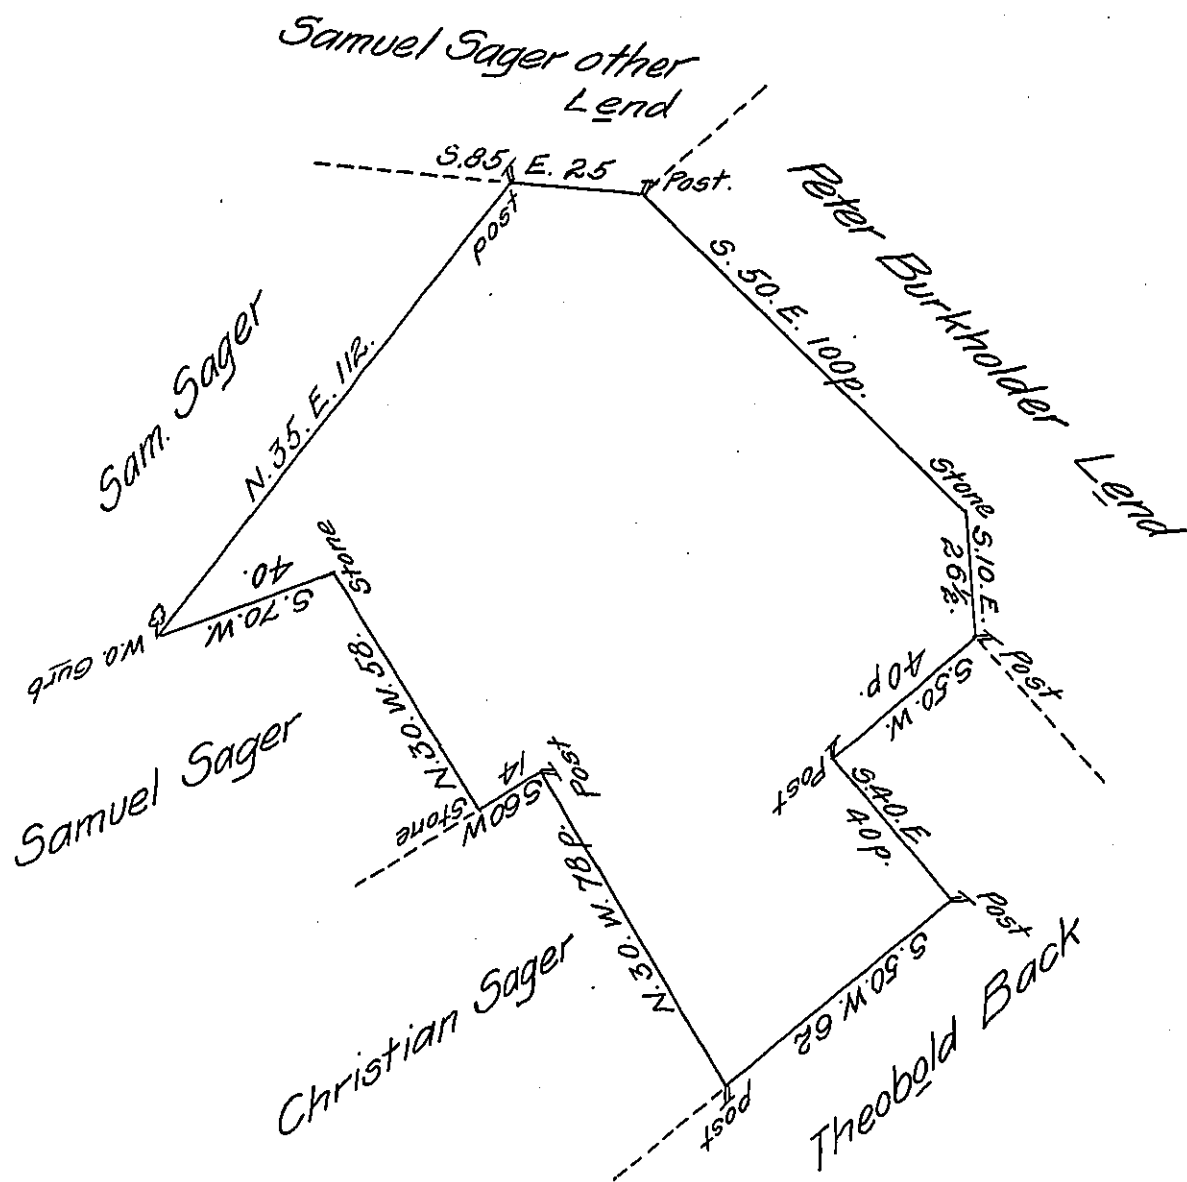 Samuel Sager other
Lend
S.85 E. 25
Post.
post
Peter Burkholder Lend
S. 50. E. 100p.
Sam. Sager
N. 35. E. 112.
Stone
S. 10. E.
26½.
Post
S. 50. W.
40p.
Post
S. 40. E
40p.
Post
S. 50. W. 62
Theobold Back
post
N. 30. W. 78p.
Christian Sager
Post
S60W
14
Stone
N. 30. W. 58.
Stone
S. 70. W.
40.
W.o. Gurb
Samuel Sager